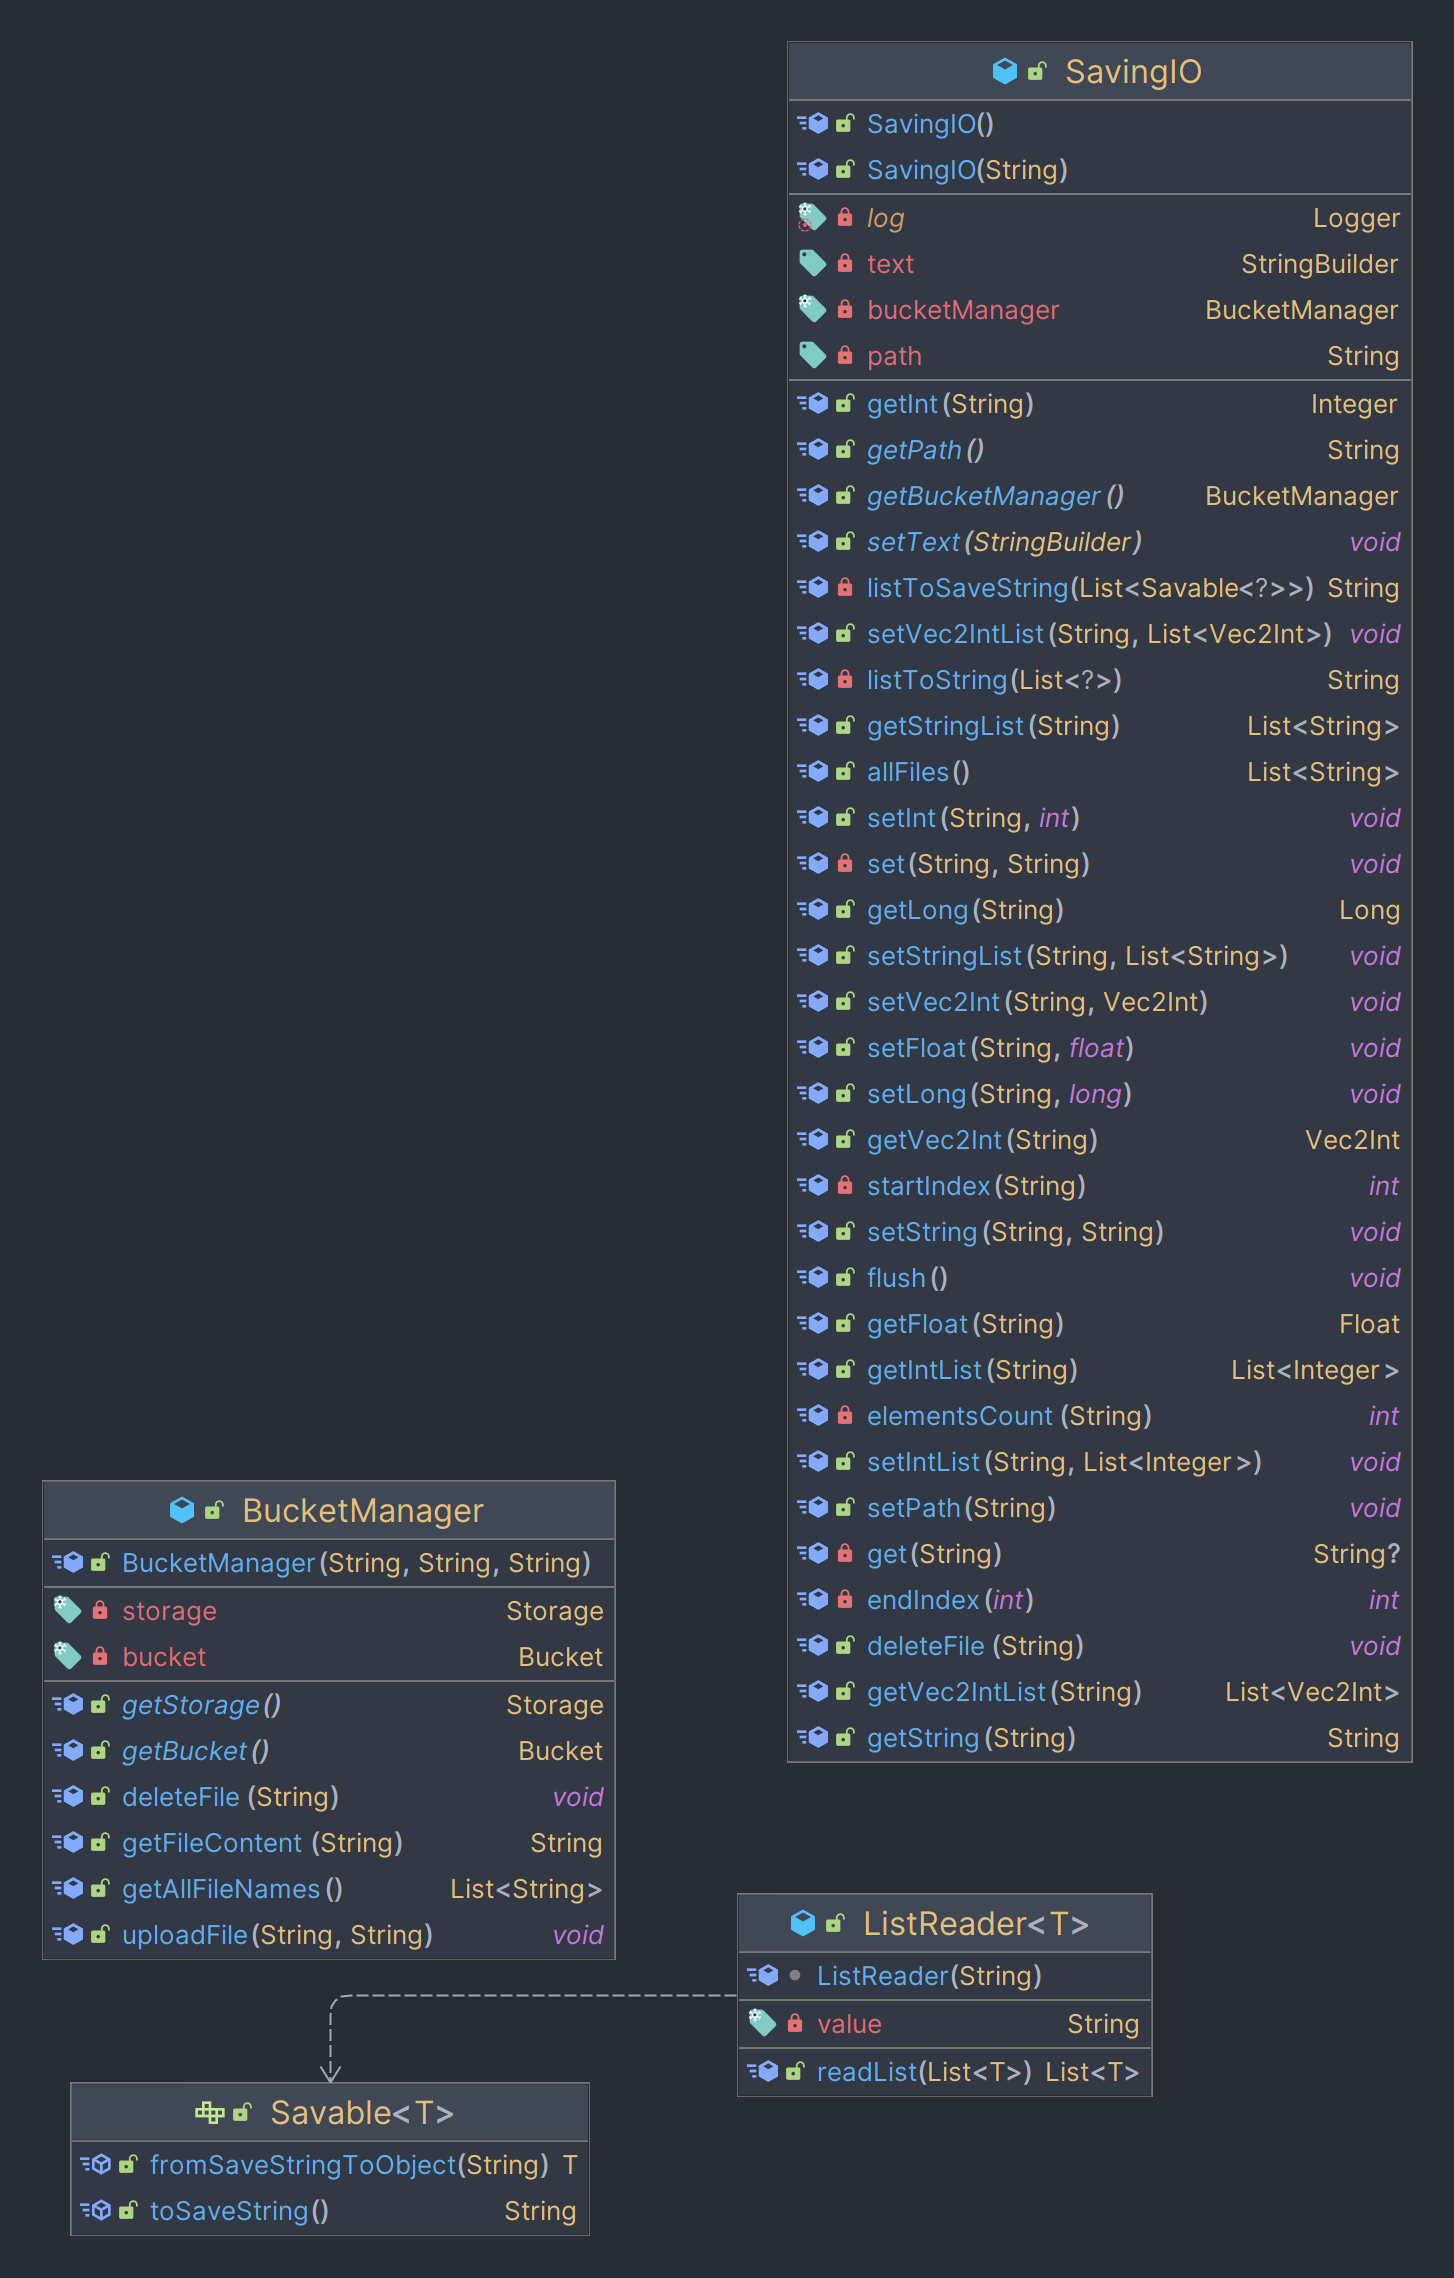 SavingIO
SavingIO()
SavingIO(String)
log Logger
text StringBuilder
bucketManager BucketManager
path String
getInt(String) Integer
getPath() String
getBucketManager() BucketManager
setText(StringBuilder) void
listToSaveString(List<Savable<?>>) String
setVec2IntList(String, List<Vec2Int>) void
listToString(List<?>) String
getStringList(String) List<String>
allFiles() List<String>
setInt(String, int) void
set(String, String) void
getLong(String) Long
setStringList(String, List<String>) void
setVec2Int(String, Vec2Int) void
setFloat(String, float) void
setLong(String, long) void
getVec2Int(String) Vec2Int
startIndex(String) int
setString(String, String) void
flush() void
getFloat(String) Float
getIntList(String) List<Integer>
elementsCount(String) int
setIntList(String, List<Integer>) void
setPath(String) void
get(String) String?
endIndex(int) int
deleteFile(String) void
getVec2IntList(String) List<Vec2Int>
getString(String) String
BucketManager
BucketManager(String, String, String)
storage Storage
bucket Bucket
getStorage() Storage
getBucket() Bucket
deleteFile(String) void
getFileContent(String) String
getAllFileNames() List<String>
uploadFile(String, String) void
ListReader<T>
ListReader(String)
value String
readList(List<T>) List<T>
Savable<T>
fromSaveStringToObject(String) T
toSaveString() String